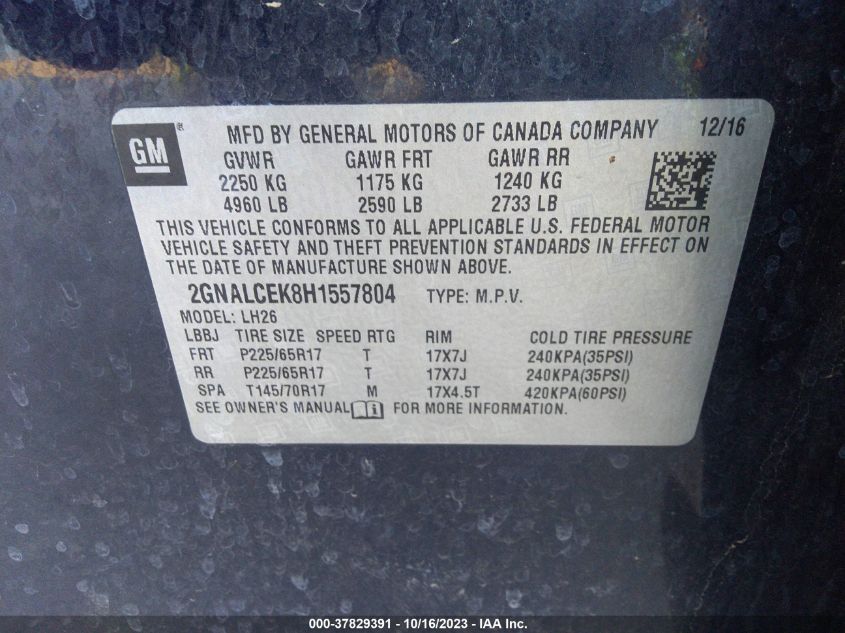 GM ® MFD BY GENERAL MOTORS OF CANADA COMPANY 12/16
GVWR GAWR FRT GAWR RR
2250 KG 1175 KG 1240 KG
4960 LB 2590 LB 2733 LB
THIS VEHICLE CONFORMS TO ALL APPLICABLE U.S. FEDERAL MOTOR
VEHICLE SAFETY AND THEFT PREVENTION STANDARDS IN EFFECT ON
THE DATE OF MANUFACTURE SHOWN ABOVE.
2GNALCEK8H1557804 TYPE: M.P.V.
MODEL: LH26
LBBJ TIRE SIZE SPEED RTG RIM COLD TIRE PRESSURE
FRT P225/65R17 T 17X7J 240KPA(35PSI)
RR P225/65R17 T 17X7J 240KPA(35PSI)
SPA T145/70R17 M 17X4.5T 420KPA(60PSI)
SEE OWNER'S MANUAL FOR MORE INFORMATION.
000-37829391 - 10/16/2023 - IAA Inc.